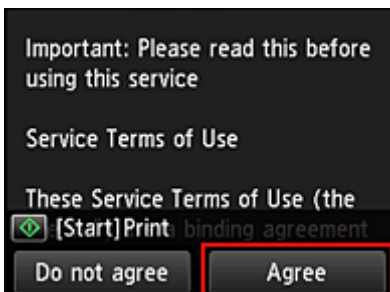 Important: Please read this before
using this service
Service Terms of Use
These Service Terms of Use (the
[Start]Print binding agreement
Do not agree
Agree